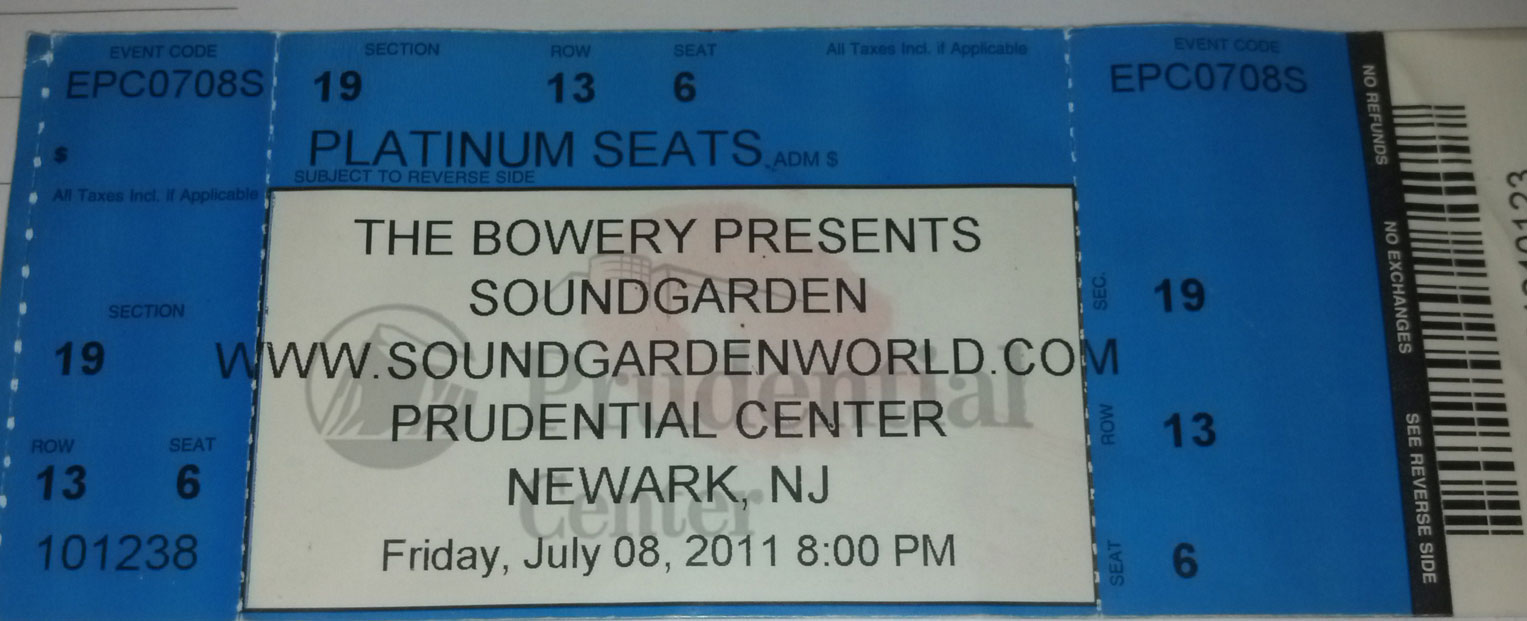 EVENT CODE
EPC0708S
$
All Taxes Incl. if Applicable
SECTION
19
ROW SEAT
13 6
101238
SECTION ROW SEAT All Taxes Incl. if Applicable
19 13 6
PLATINUM SEATS ADM $
SUBJECT TO REVERSE SIDE
THE BOWERY PRESENTS
SOUNDGARDEN
WWW.SOUNDGARDENWORLD.COM
PRUDENTIAL CENTER
NEWARK, NJ
Friday, July 08, 2011 8:00 PM
Prudential
Center
EVENT CODE
EPC0708S
SEC. 19
ROW 13
SEAT 6
NO REFUNDS NO EXCHANGES SEE REVERSE SIDE